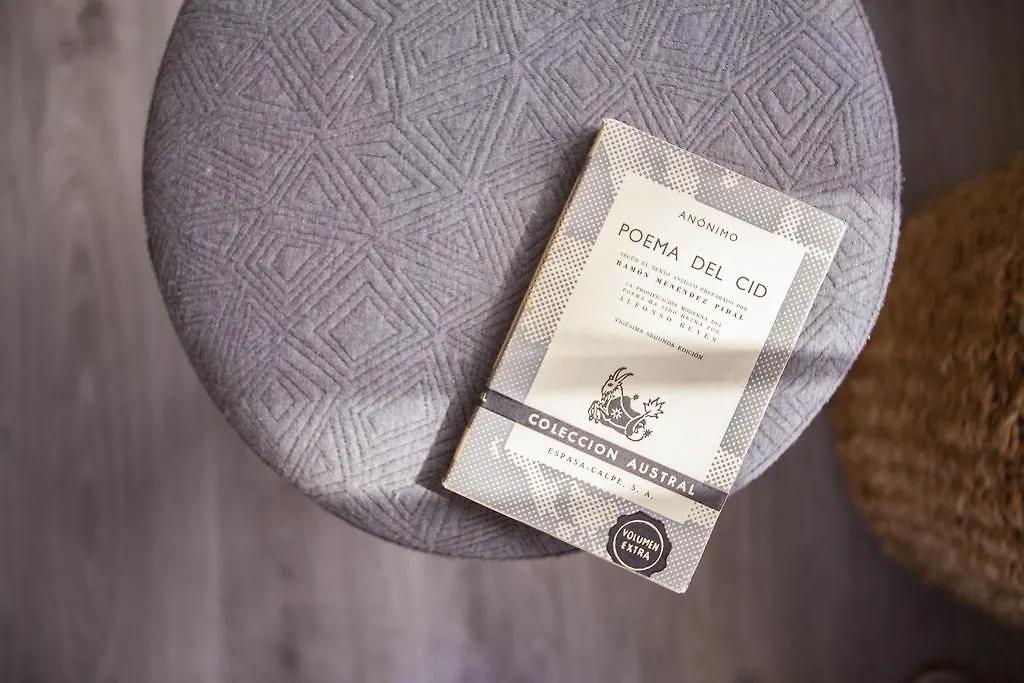 ANÓNIMO
POEMA DEL CID
SEGÚN EL TEXTO ANTIGUO PREPARADO POR
RAMÓN MENÉNDEZ PIDAL
LA PROSIFICACIÓN MODERNA DEL
POEMA HA SIDO HECHA POR
ALFONSO REYES
VIGÉSIMA SEGUNDA EDICIÓN
COLECCION AUSTRAL
ESPASA-CALPE, S. A.
VOLUMEN
EXTRA